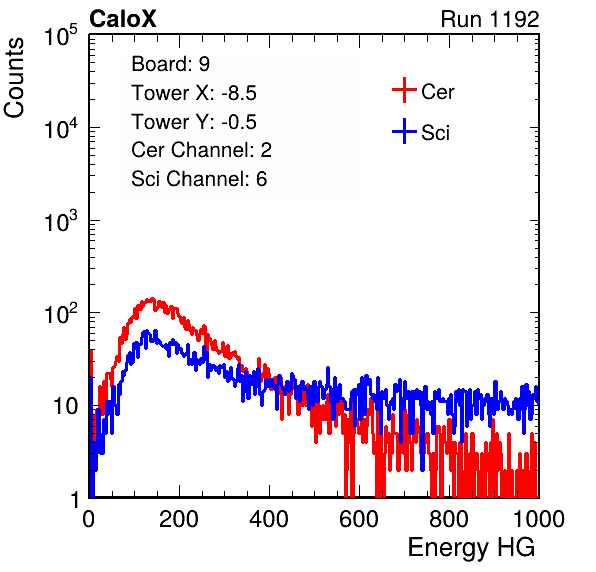 CaloX Run 1192
Counts
10^5
10^4
10^3
10^2
10
1
Board: 9
Tower X: -8.5
Tower Y: -0.5
Cer Channel: 2
Sci Channel: 6
Cer
Sci
0 200 400 600 800 1000
Energy HG